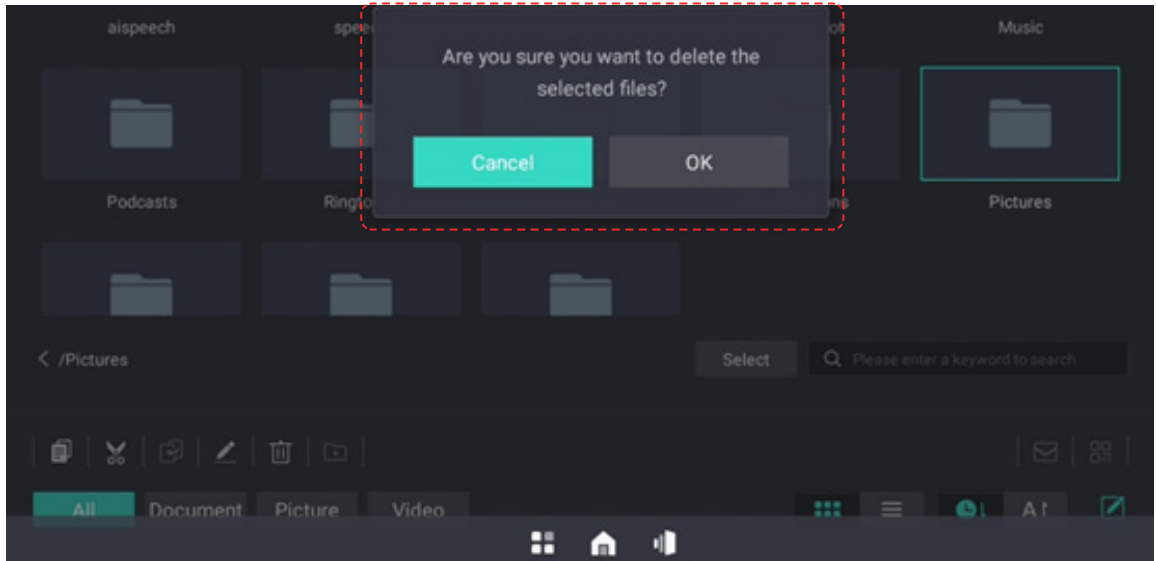 aispeech
Music
Are you sure you want to delete the
selected files?
Cancel
OK
Podcasts
Pictures
/Pictures
Select
Please enter a keyword to search
All
Document
Picture
Video
A